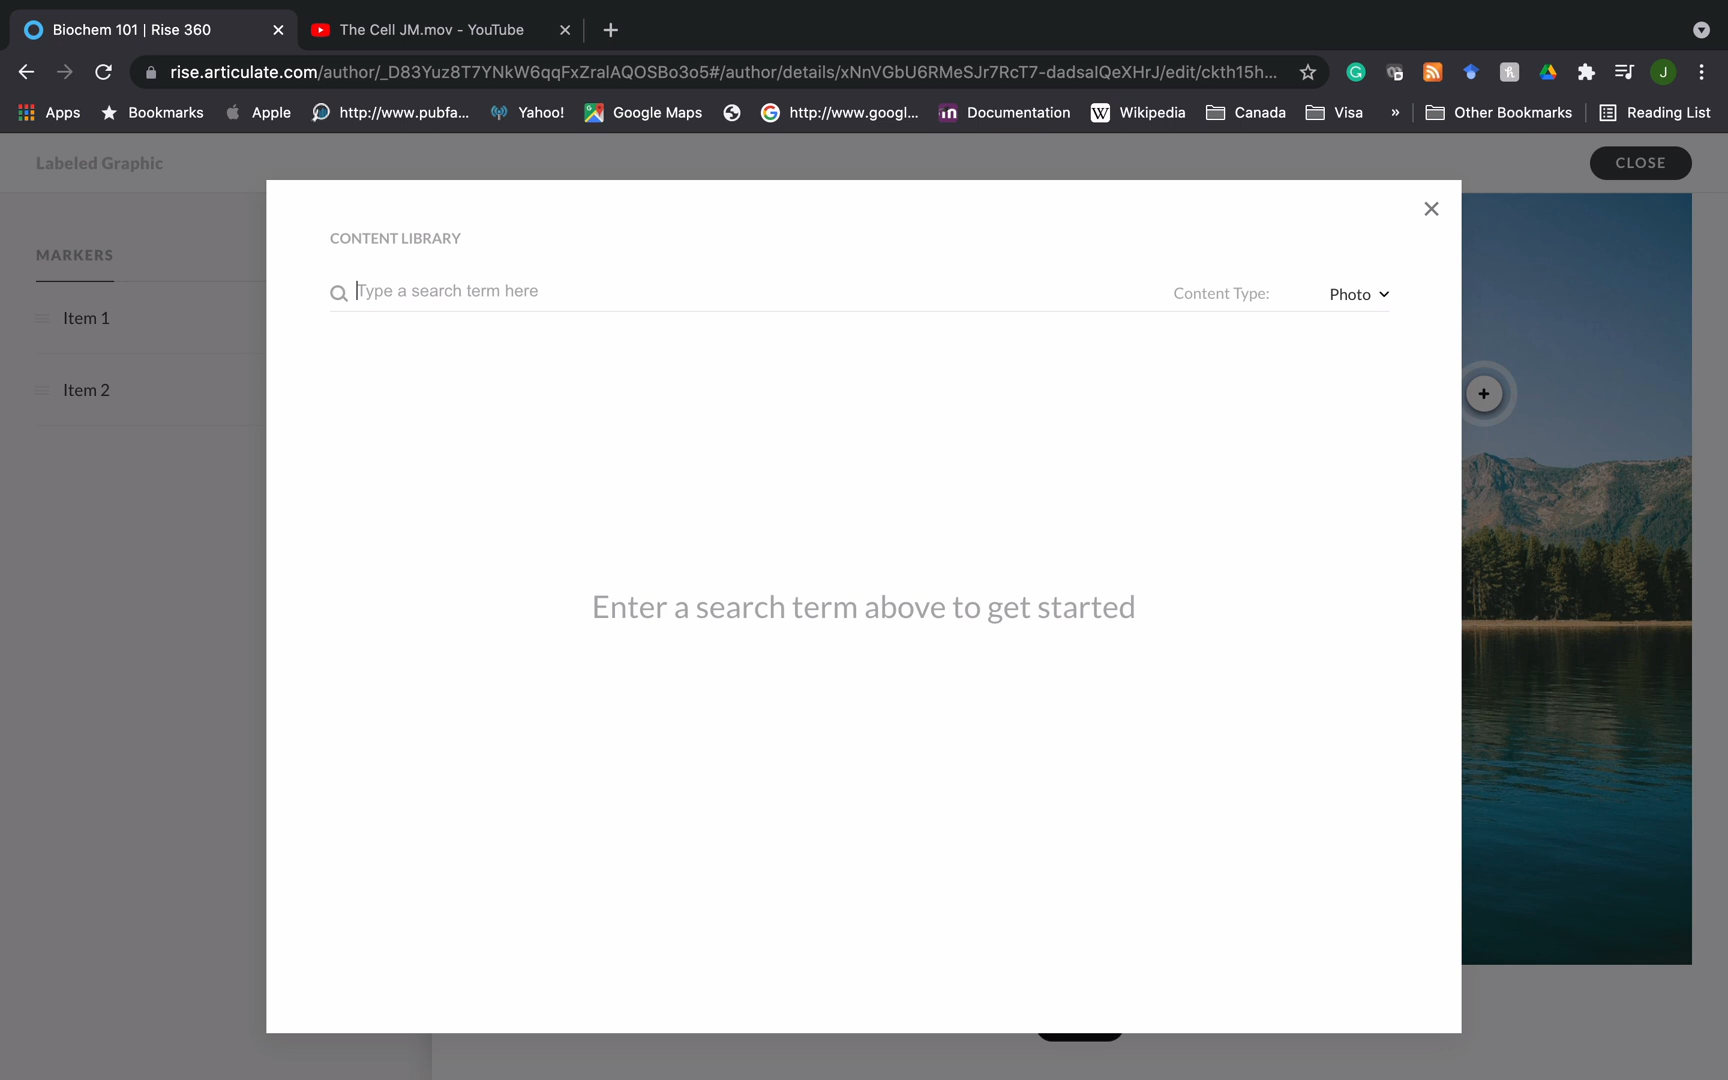 Biochem 101 | Rise 360
The Cell JM.mov - YouTube
rise.articulate.com/author/_D83Yuz8T7YNkW6qqFxZralAQOSBo3o5#/author/details/xNnVGbU6RMeSJr7RcT7-dadsalQeXHrJ/edit/ckth15h...
J
Apps
Bookmarks
Apple
http://www.pubfa...
Yahoo!
Google Maps
http://www.googl...
Documentation
Wikipedia
Canada
Visa
»
Other Bookmarks
Reading List
Labeled Graphic
CLOSE
CONTENT LIBRARY
MARKERS
Type a search term here
Content Type:
Photo
Item 1
Item 2
Enter a search term above to get started